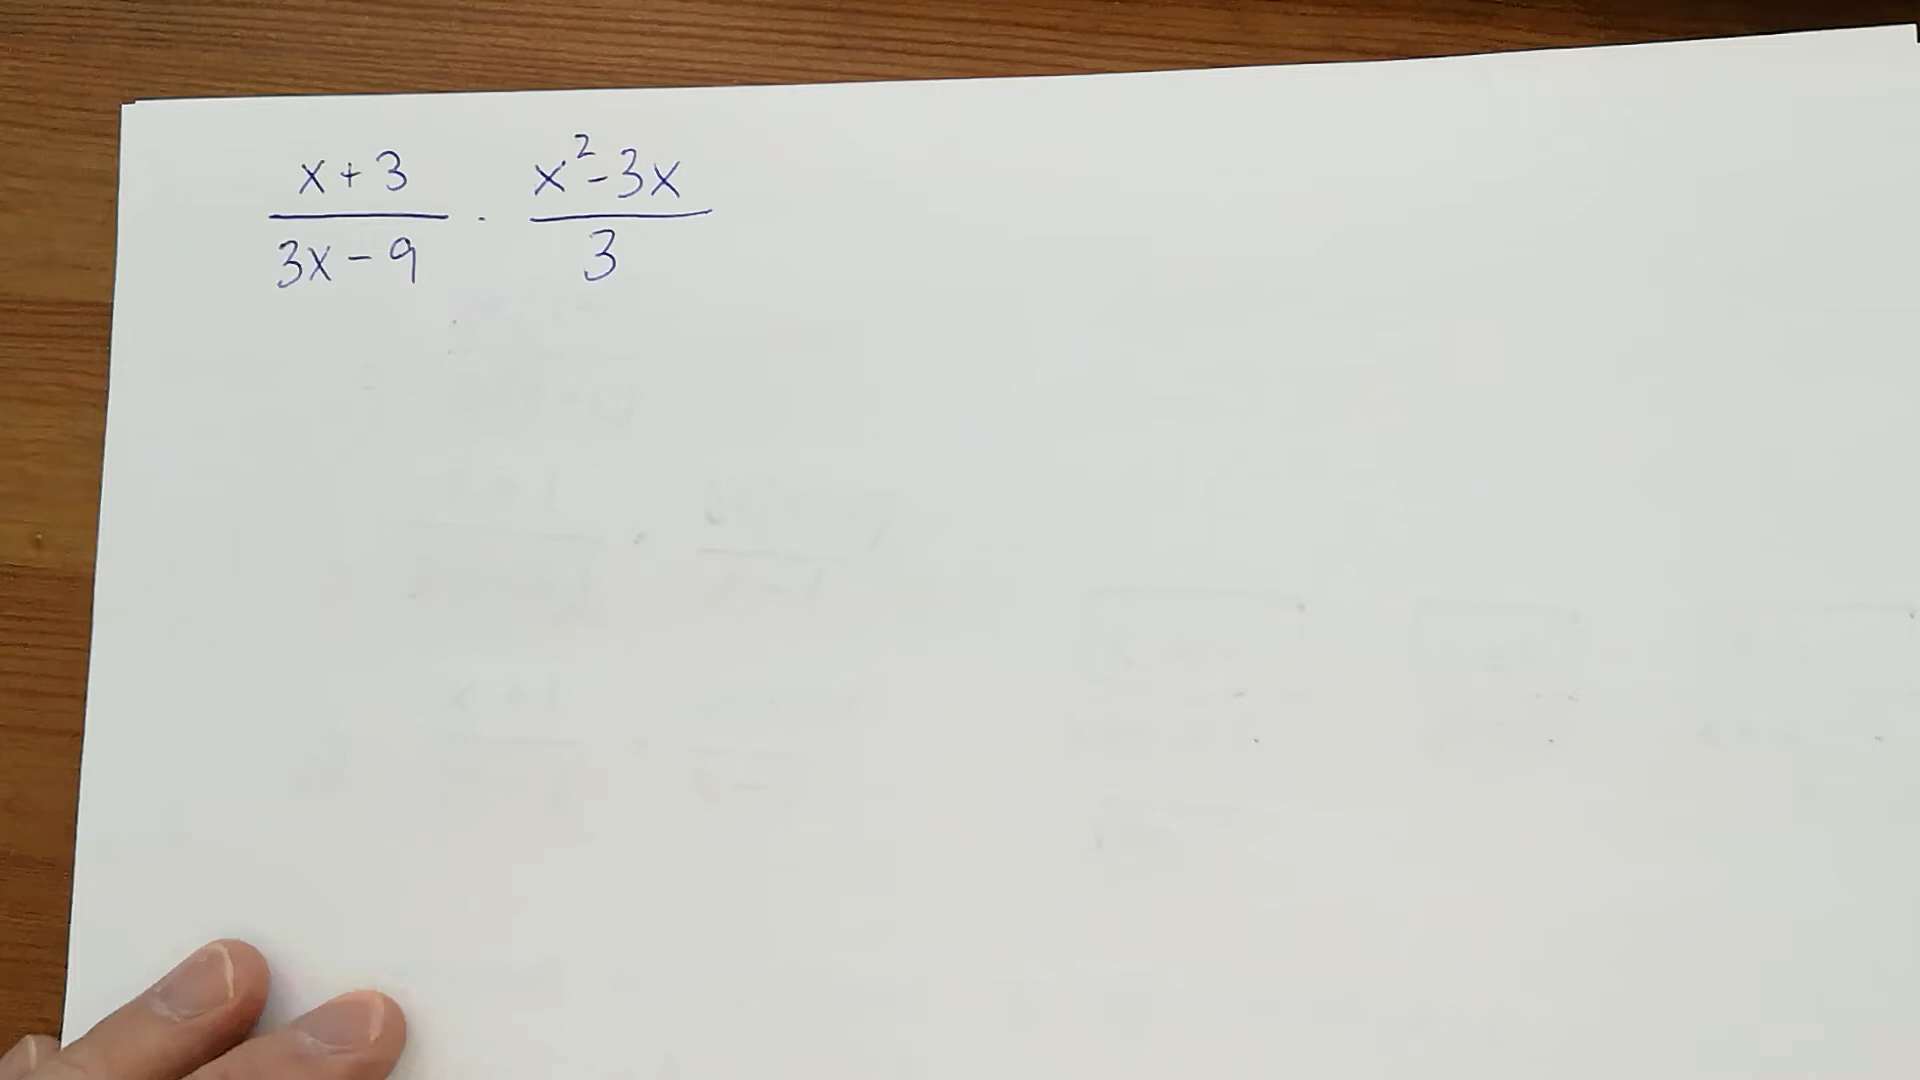 x + 3 / 3x - 9 · x² - 3x / 3